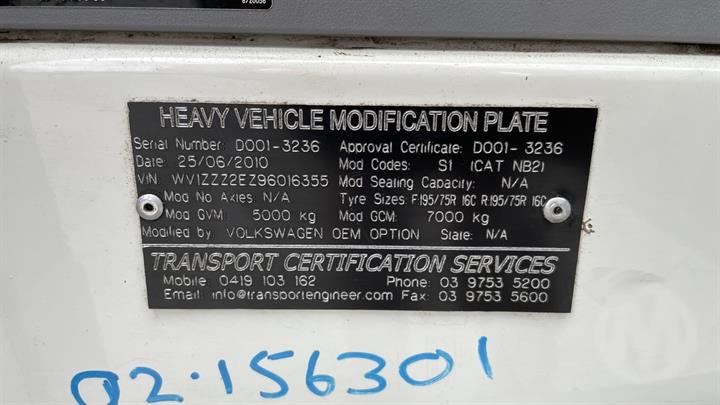 6720056
HEAVY VEHICLE MODIFICATION PLATE
Serial Number: D001-3236 Approval Certificate: D001-3236
Date: 25/06/2010 Mod Codes: S1 (CAT NB2)
VIN: WV1ZZZ2EZ96016355 Mod Seating Capacity: N/A
Mod No Axles: N/A Tyre Sizes: F:195/75R 16C R:195/75R 16C
Mod GVM: 5000 kg Mod GCM: 7000 kg
Modified by: VOLKSWAGEN OEM OPTION State: N/A
TRANSPORT CERTIFICATION SERVICES
Mobile: 0419 103 162 Phone: 03 9753 5200
Email: info@transportengineer.com Fax: 03 9753 5600
M
02.156301